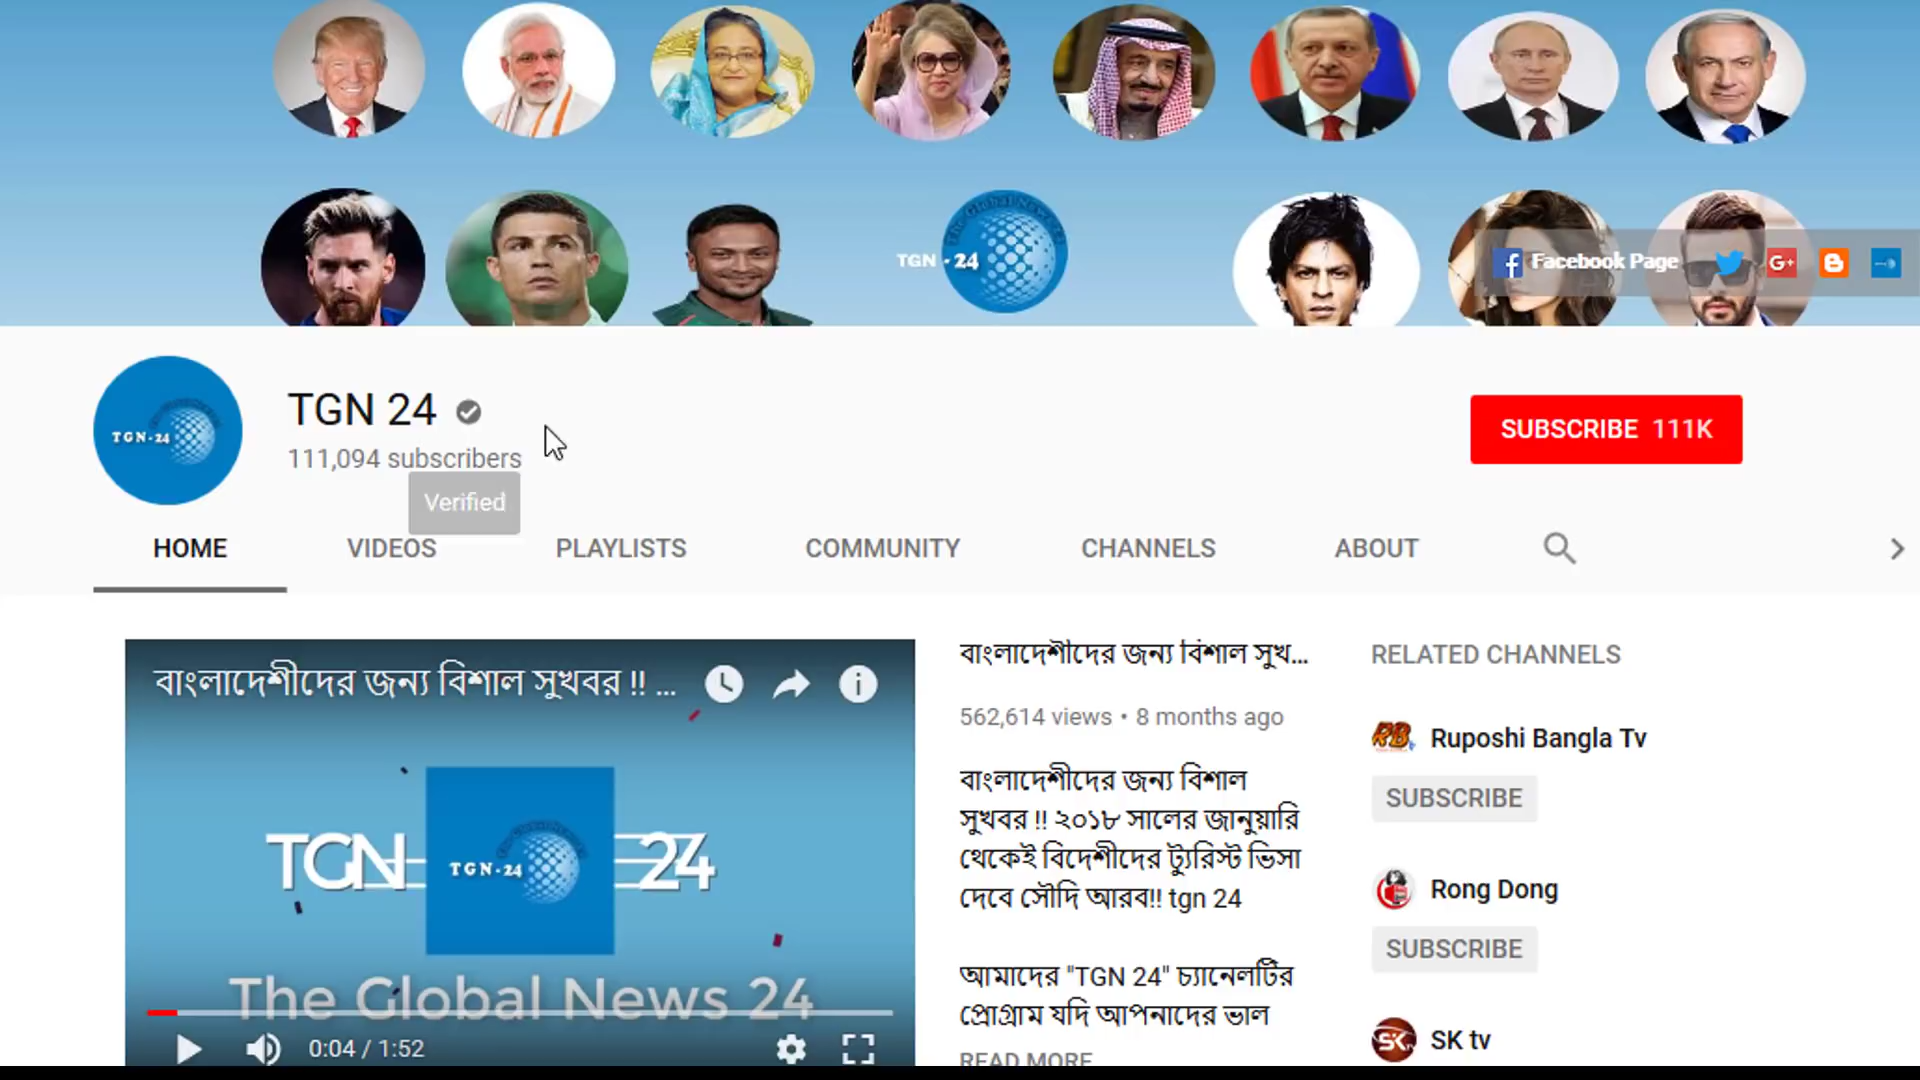 TGN - 24
Facebook Page
TGN 24
111,094 subscribers
SUBSCRIBE 111K
Verified
HOME
VIDEOS
PLAYLISTS
COMMUNITY
CHANNELS
ABOUT
বাংলাদেশীদের জন্য বিশাল সুখবর !! ...
TGN
TGN-24
24
The Global News 24
0:04 / 1:52
বাংলাদেশীদের জন্য বিশাল সুখ...
562,614 views • 8 months ago
বাংলাদেশীদের জন্য বিশাল
সুখবর !! ২০১৮ সালের জানুয়ারি
থেকেই বিদেশীদের ট্যুরিস্ট ভিসা
দেবে সৌদি আরব!! tgn 24
আমাদের "TGN 24" চ্যানেলটির
প্রোগ্রাম যদি আপনাদের ভাল
READ MORE
RELATED CHANNELS
Ruposhi Bangla Tv
SUBSCRIBE
Rong Dong
SUBSCRIBE
SK tv